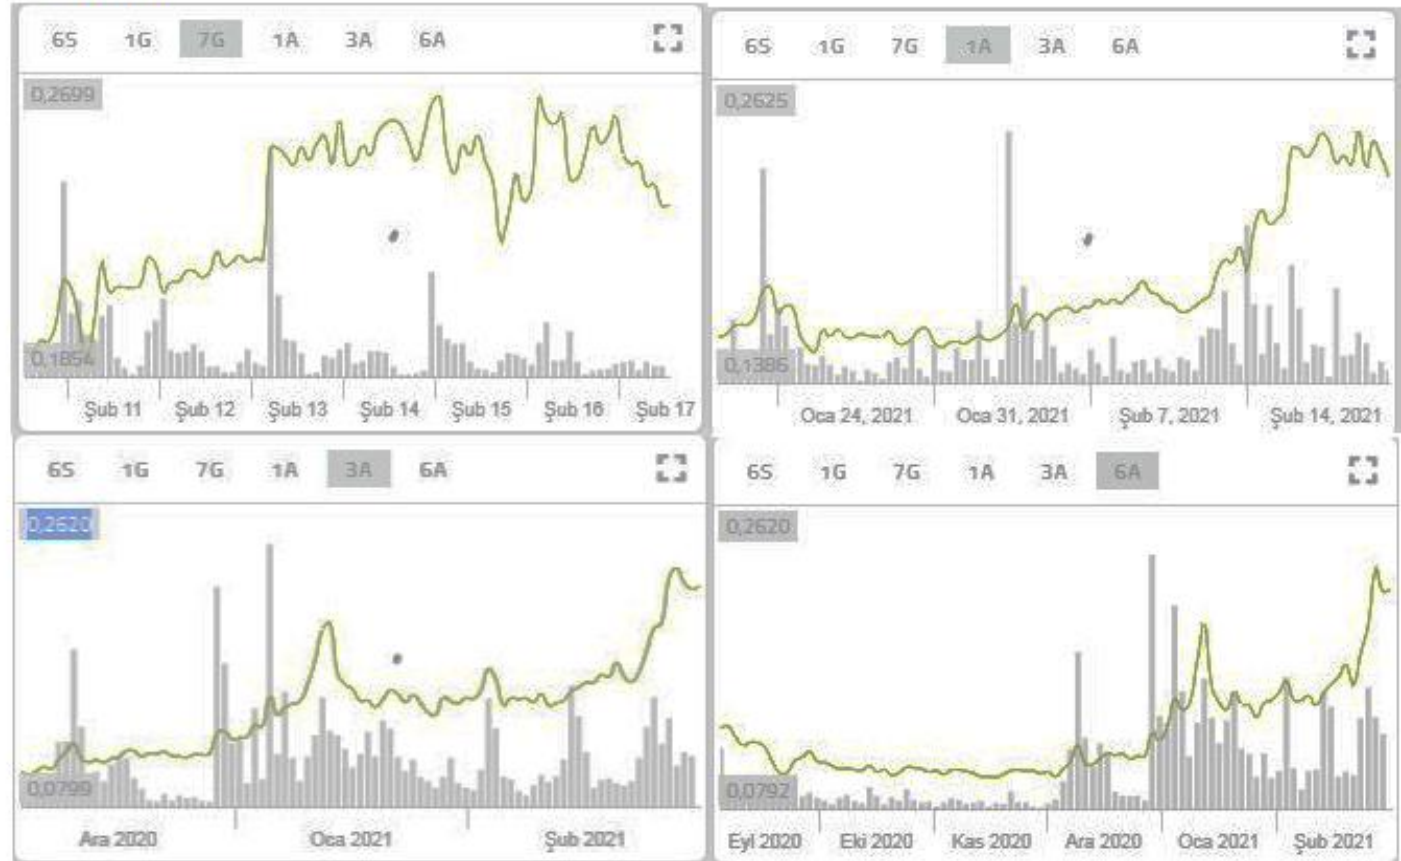 6S 1G 7G 1A 3A 6A
0,2699
0,1854
Şub 11 Şub 12 Şub 13 Şub 14 Şub 15 Şub 16 Şub 17
6S 1G 7G 1A 3A 6A
0,2625
0,1386
Oca 24, 2021 Oca 31, 2021 Şub 7, 2021 Şub 14, 2021
6S 1G 7G 1A 3A 6A
0,2620
0,0799
Ara 2020 Oca 2021 Şub 2021
6S 1G 7G 1A 3A 6A
0,2620
0,0792
Eyl 2020 Eki 2020 Kas 2020 Ara 2020 Oca 2021 Şub 2021